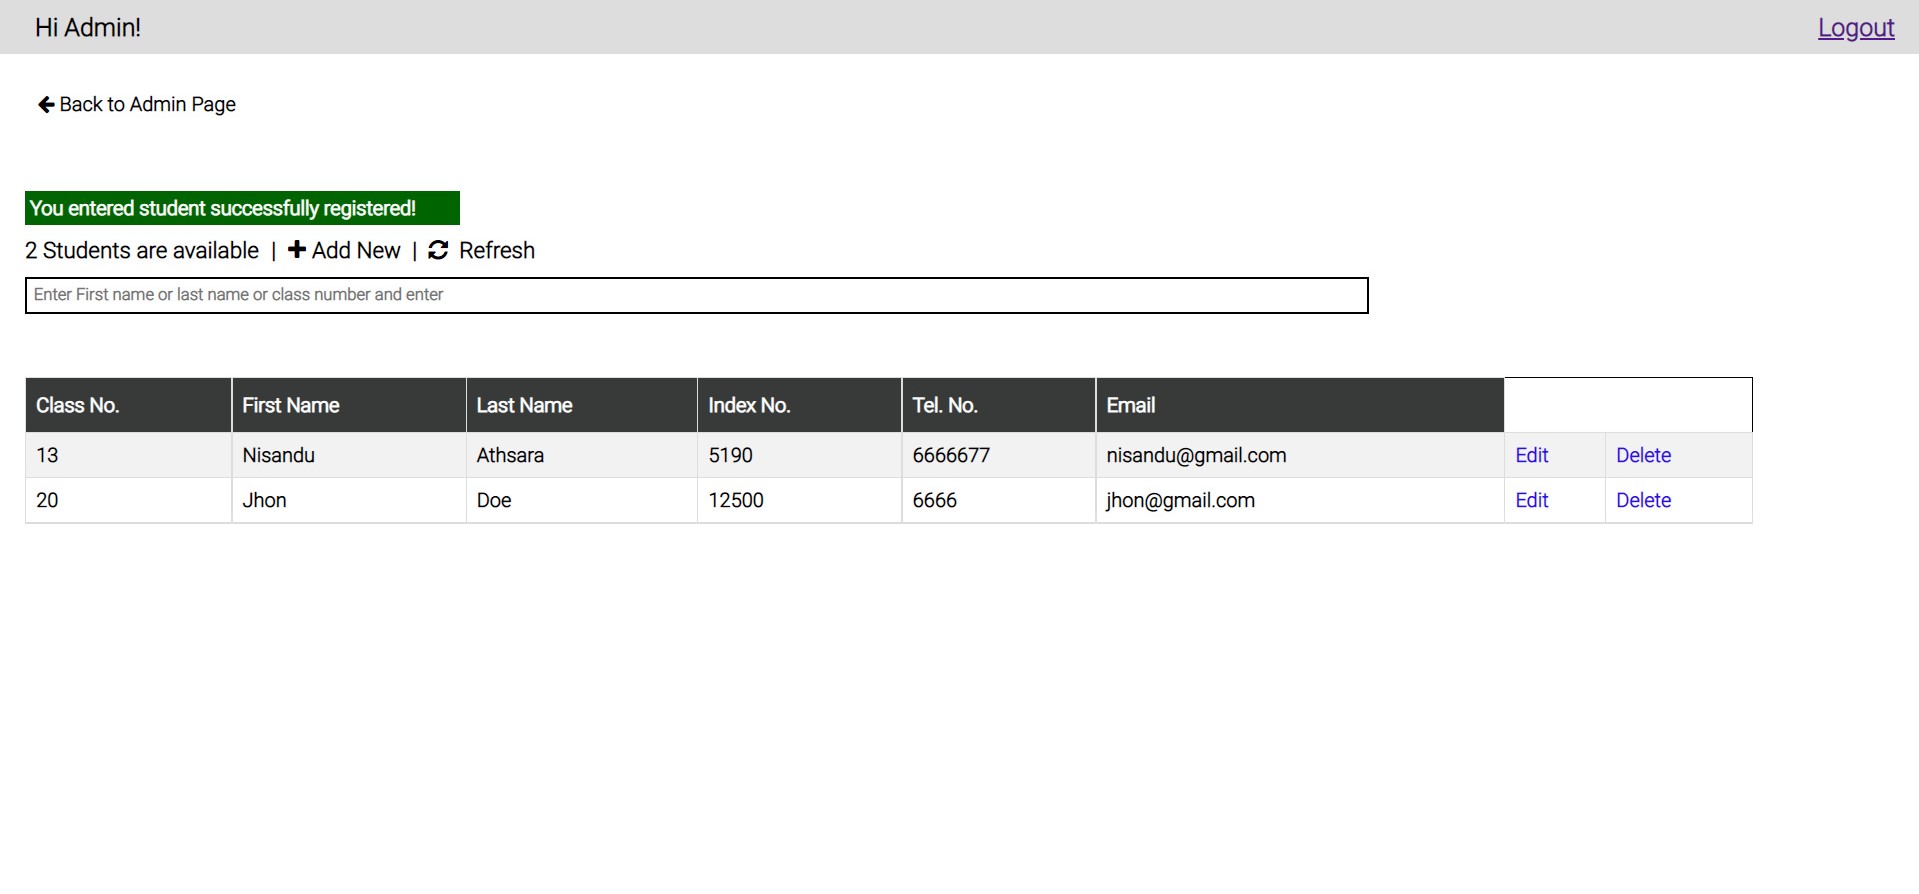 Hi Admin! Logout
Back to Admin Page
You entered student successfully registered!
2 Students are available | Add New | Refresh
Enter First name or last name or class number and enter
Class No. First Name Last Name Index No. Tel. No. Email
13 Nisandu Athsara 5190 6666677 nisandu@gmail.com Edit Delete
20 Jhon Doe 12500 6666 jhon@gmail.com Edit Delete